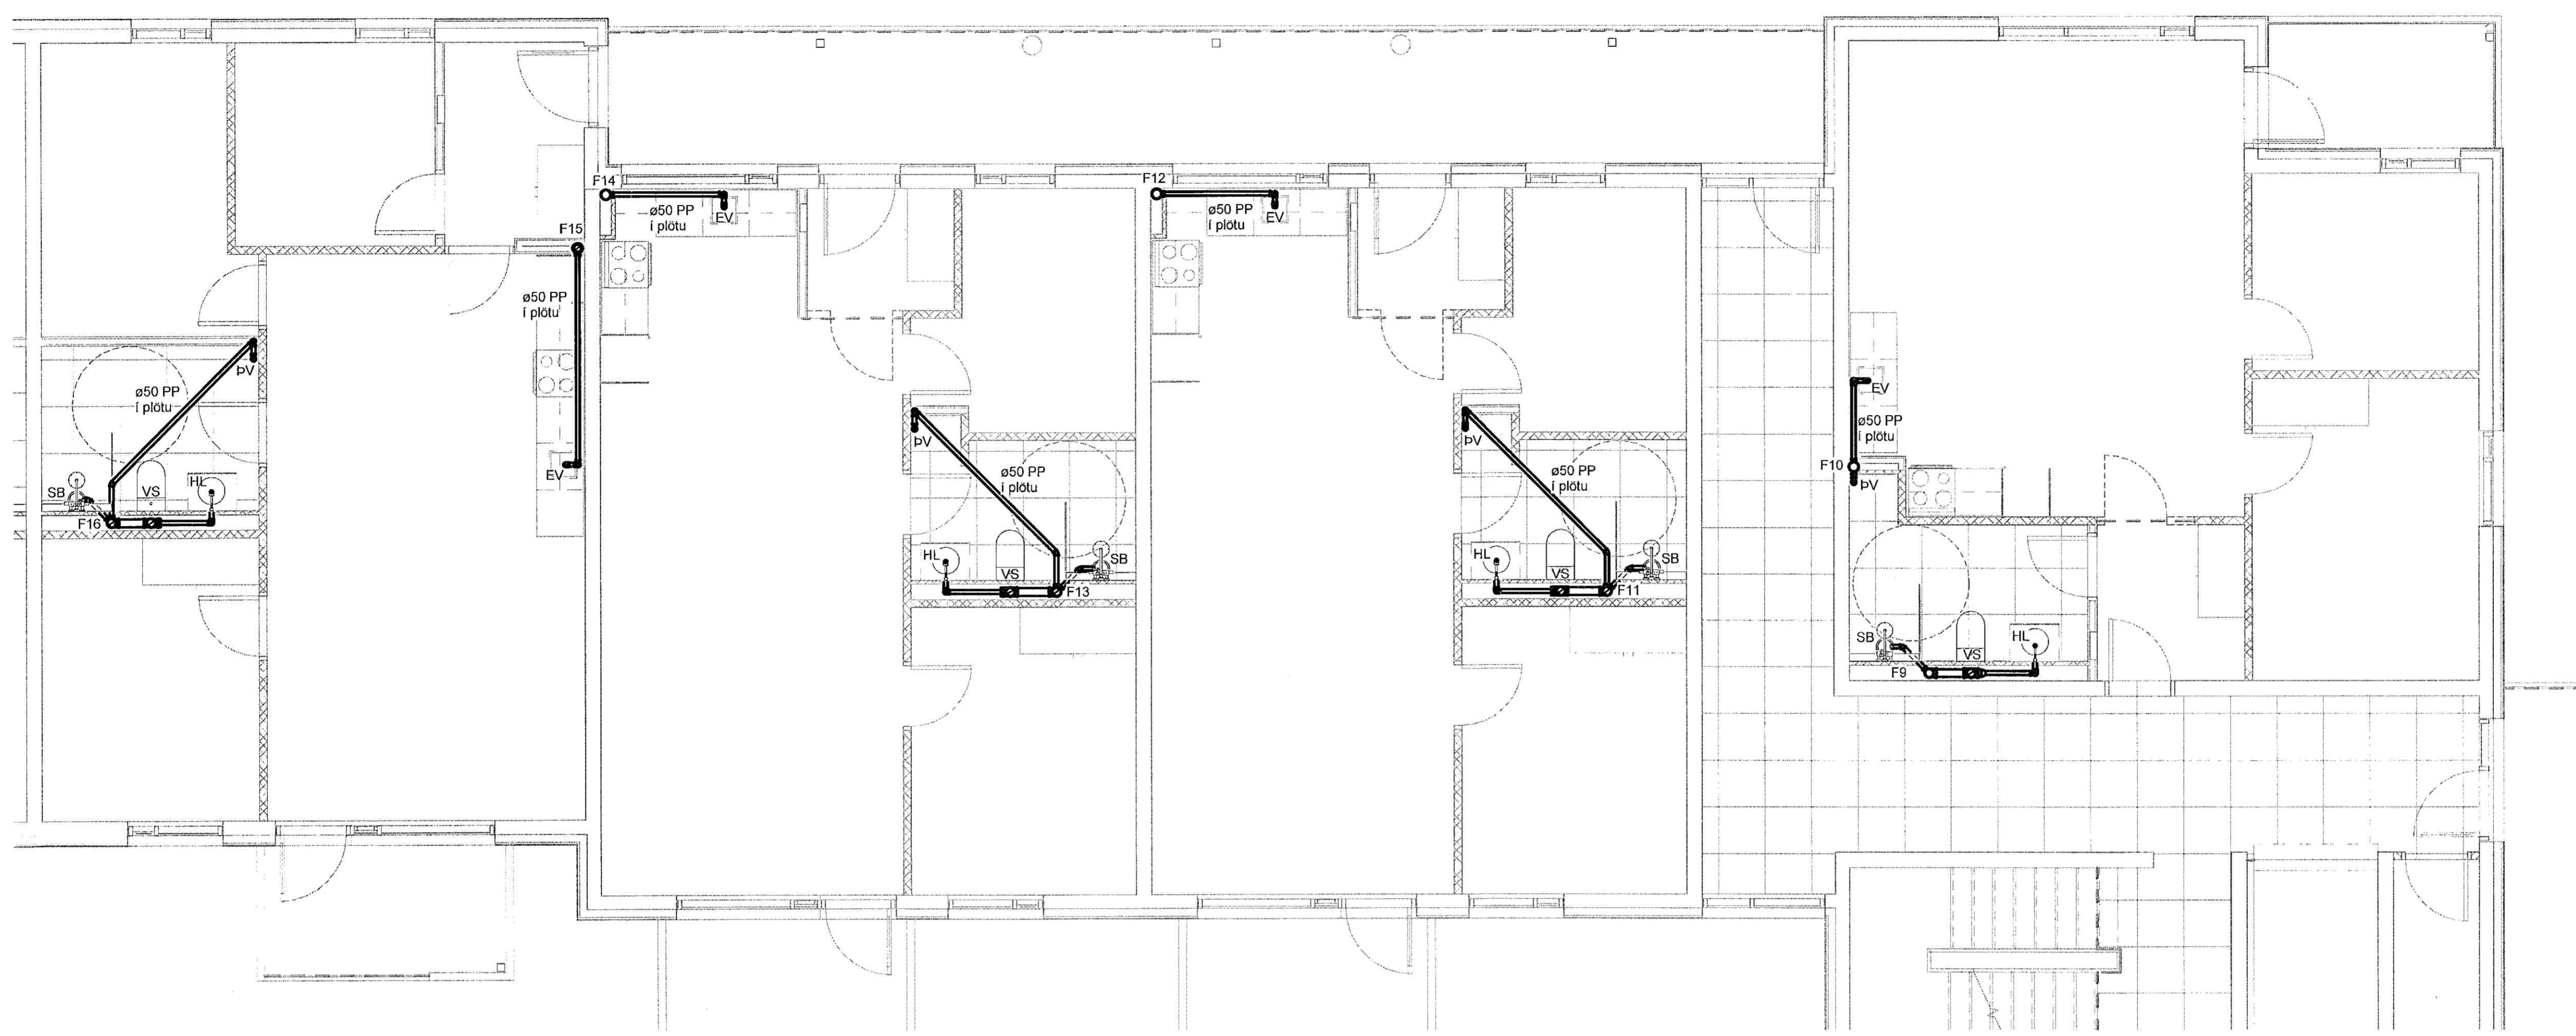 F14
ø50 PP
í plötu
EV
F12
ø50 PP
í plötu
EV
F15
ø50 PP
í plötu
EV
ø50 PP
í plötu
ÞV
SB
VS
HL
F16
ÞV
ø50 PP
í plötu
HL
VS
SB
F13
ÞV
ø50 PP
í plötu
HL
VS
SB
F11
EV
ø50 PP
í plötu
F10
ÞV
SB
VS
HL
F9